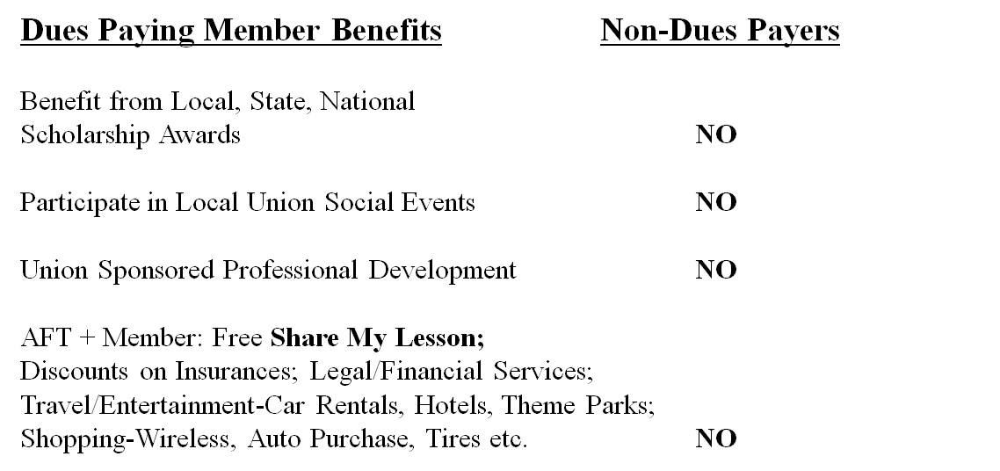 Dues Paying Member Benefits Non-Dues Payers
Benefit from Local, State, National
Scholarship Awards NO
Participate in Local Union Social Events NO
Union Sponsored Professional Development NO
AFT + Member: Free Share My Lesson;
Discounts on Insurances; Legal/Financial Services;
Travel/Entertainment-Car Rentals, Hotels, Theme Parks;
Shopping-Wireless, Auto Purchase, Tires etc. NO